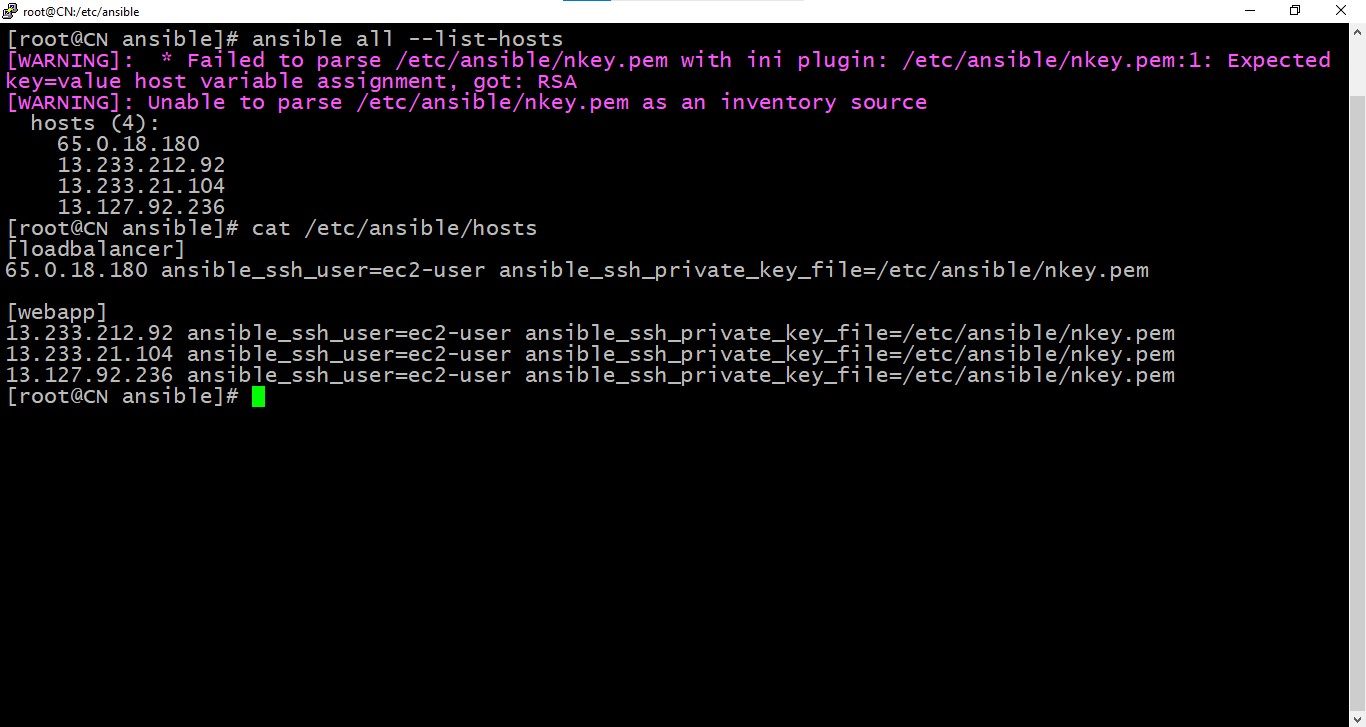 root@CN:/etc/ansible
[root@CN ansible]# ansible all --list-hosts
[WARNING]:  * Failed to parse /etc/ansible/nkey.pem with ini plugin: /etc/ansible/nkey.pem:1: Expected
key=value host variable assignment, got: RSA
[WARNING]: Unable to parse /etc/ansible/nkey.pem as an inventory source
  hosts (4):
    65.0.18.180
    13.233.212.92
    13.233.21.104
    13.127.92.236
[root@CN ansible]# cat /etc/ansible/hosts
[loadbalancer]
65.0.18.180 ansible_ssh_user=ec2-user ansible_ssh_private_key_file=/etc/ansible/nkey.pem

[webapp]
13.233.212.92 ansible_ssh_user=ec2-user ansible_ssh_private_key_file=/etc/ansible/nkey.pem
13.233.21.104 ansible_ssh_user=ec2-user ansible_ssh_private_key_file=/etc/ansible/nkey.pem
13.127.92.236 ansible_ssh_user=ec2-user ansible_ssh_private_key_file=/etc/ansible/nkey.pem
[root@CN ansible]#